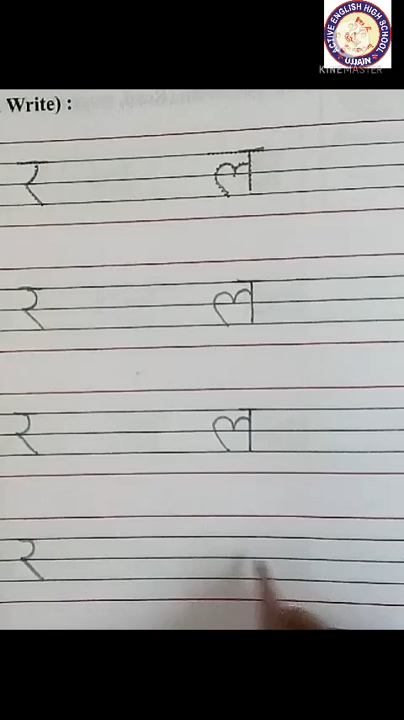 ACTIVE ENGLISH HIGH SCHOOL
UJJAIN
KINEMASTER
Write) :
र ल
र ल
र ल
र